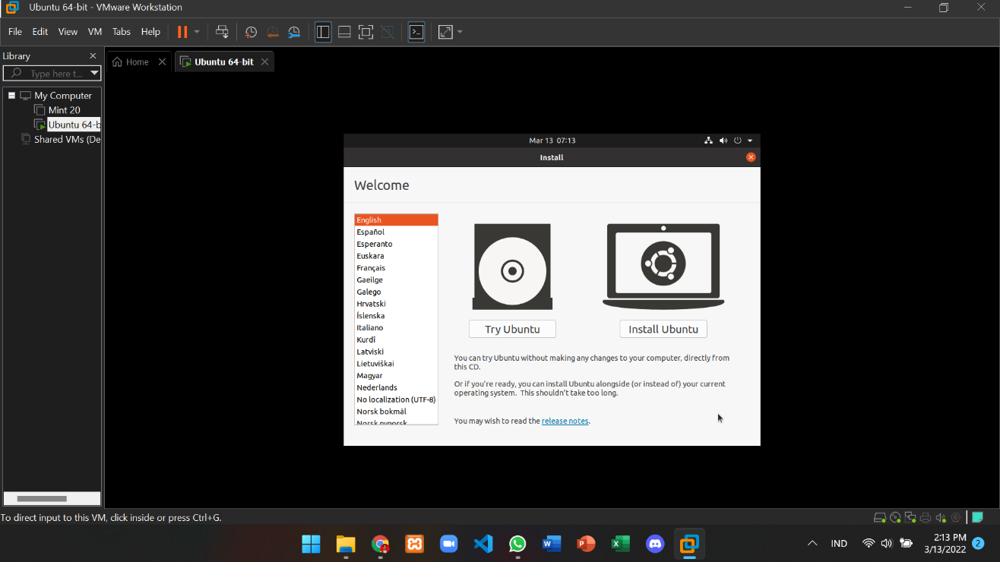 Ubuntu 64-bit - VMware Workstation
File Edit View VM Tabs Help
Library
Home
Ubuntu 64-bit
Type here t...
My Computer
Mint 20
Ubuntu 64-b
Shared VMs (De
Mar 13 07:13
Install
Welcome
English
Español
Esperanto
Euskara
Français
Gaeilge
Galego
Hrvatski
Íslenska
Italiano
Kurdî
Latviski
Lietuviškai
Magyar
Nederlands
No localization (UTF-8)
Norsk bokmål
Norsk nynorsk
Try Ubuntu
Install Ubuntu
You can try Ubuntu without making any changes to your computer, directly from
this CD.
Or if you're ready, you can install Ubuntu alongside (or instead of) your current
operating system. This shouldn't take too long.
You may wish to read the release notes.
To direct input to this VM, click inside or press Ctrl+G.
IND
2:13 PM
3/13/2022
2